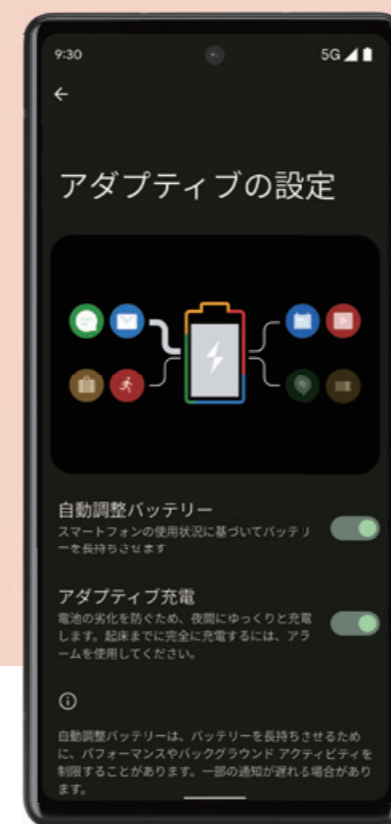 9:30
5G
アダプティブの設定
自動調整バッテリー
スマートフォンの使用状況に基づいてバッテリ
ーを長持ちさせます
アダプティブ充電
電池の劣化を防ぐため、夜間にゆっくりと充電
します。起床までに完全に充電するには、アラ
ームを使用してください。
自動調整バッテリーは、バッテリーを長持ちさせるため
に、パフォーマンスやバックグラウンド アクティビティを
制限することがあります。一部の通知が遅れる場合があり
ます。